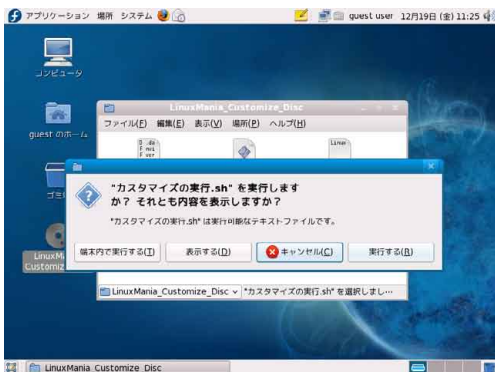 アプリケーション 場所 システム
guest user 12月19日 (金) 11:25
コンピュータ
guest のホーム
LinuxMania_Customize_Disc
ファイル(F) 編集(E) 表示(V) 場所(P) ヘルプ(H)
"カスタマイズの実行.sh" を実行します
か？ それとも内容を表示しますか？
"カスタマイズの実行.sh" は実行可能なテキストファイルです。
端末内で実行する(T) 表示する(D) キャンセル(C) 実行する(R)
LinuxMania_Customize_Disc "カスタマイズの実行.sh" を選択しまし…
LinuxMania_Customize_Disc